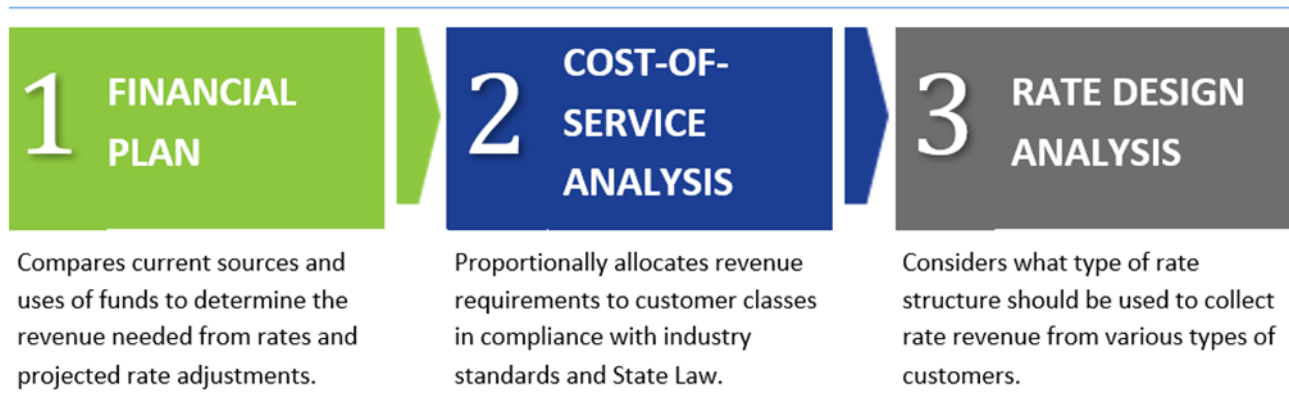 1
FINANCIAL
PLAN
Compares current sources and
uses of funds to determine the
revenue needed from rates and
projected rate adjustments.
2
COST-OF-
SERVICE
ANALYSIS
Proportionally allocates revenue
requirements to customer classes
in compliance with industry
standards and State Law.
3
RATE DESIGN
ANALYSIS
Considers what type of rate
structure should be used to collect
rate revenue from various types of
customers.